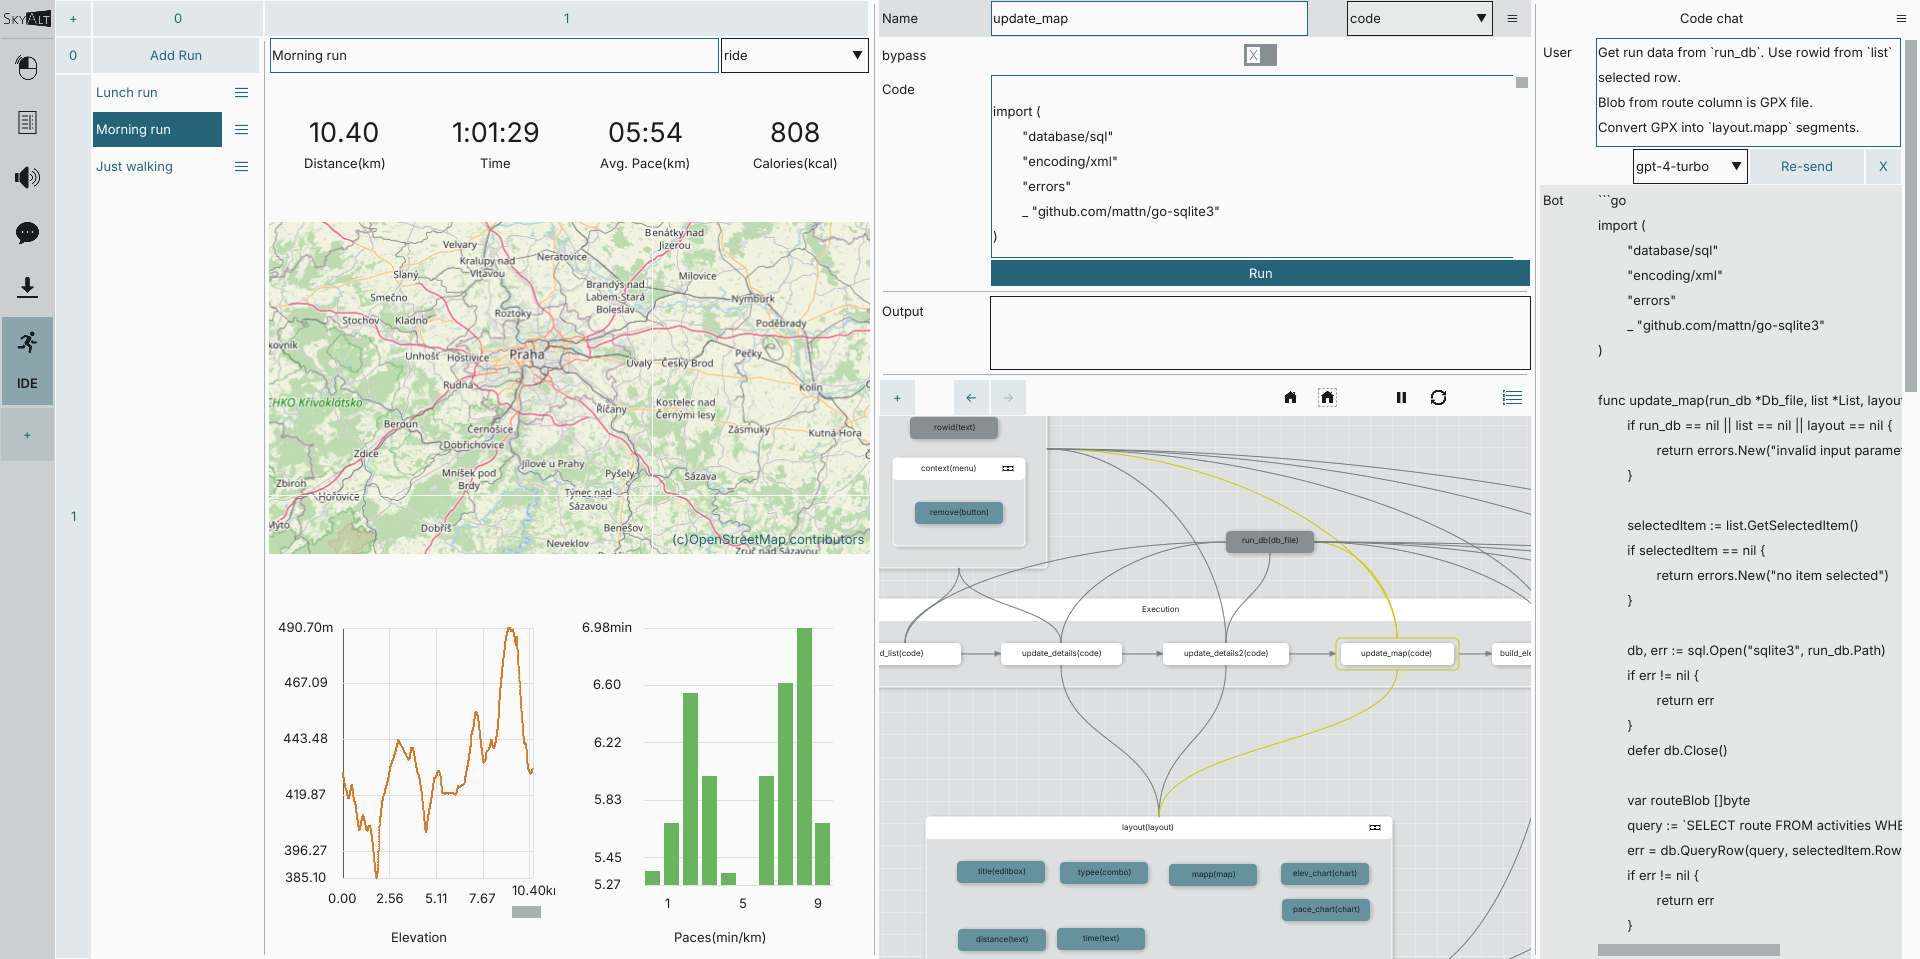 SKYALT
+
0
1
0
1
IDE
+
Add Run
Lunch run
Morning run
Just walking
Morning run
ride
10.40
1:01:29
05:54
808
Distance(km)
Time
Avg. Pace(km)
Calories(kcal)
Benátky nad
Jizerou
Velvary
Kralupy nad
Vltavou
Neratovice
Slaný
Milovice
Brandýs nad
Labem-Stará
Boleslav
Smečno
Nymburk
Roztoky
Stochov
Kladno
Poděbrady
kovník
Unhošť
Hostivice
Praha
Úvaly
Český Brod
Pečky
Rudná
Kolín
CHKO Křivoklátsko
Říčany
Kostelec nad
Černými lesy
Beroun
Černošice
Zásmuky
Kutná Hora
Dobřichovice
Zdice
Jílové u Prahy
Mníšek pod
Brdy
Pyšely
Sázava
Zbiroh
Hořovice
Týnec nad
Sázavou
Mýto
Dobříš
Benešov
Neveklov
(c)OpenStreetMap contributors
Zruč nad Sázavou
490.70m
467.09
443.48
419.87
396.27
385.10
0.00
2.56
5.11
7.67
10.40k
Elevation
6.98min
6.60
6.22
5.83
5.45
5.27
1
5
9
Paces(min/km)
Name
update_map
code
bypass
X
Code
import (
"database/sql"
"encoding/xml"
"errors"
_ "github.com/mattn/go-sqlite3"
)
Run
Output
+
rowid(text)
context(menu)
remove(button)
run_db(db_file)
Execution
d_list(code)
update_details(code)
update_details2(code)
update_map(code)
build_ele
layout(layout)
title(editbox)
typee(combo)
mapp(map)
elev_chart(chart)
pace_chart(chart)
distance(text)
time(text)
Code chat
User
Get run data from `run_db`. Use rowid from `list`
selected row.
Blob from route column is GPX file.
Convert GPX into `layout.mapp` segments.
gpt-4-turbo
Re-send
X
Bot
```go
import (
"database/sql"
"encoding/xml"
"errors"
_ "github.com/mattn/go-sqlite3"
)
func update_map(run_db *Db_file, list *List, layou
if run_db == nil || list == nil || layout == nil {
return errors.New("invalid input parame
}
selectedItem := list.GetSelectedItem()
if selectedItem == nil {
return errors.New("no item selected")
}
db, err := sql.Open("sqlite3", run_db.Path)
if err != nil {
return err
}
defer db.Close()
var routeBlob []byte
query := `SELECT route FROM activities WHE
err = db.QueryRow(query, selectedItem.Row
if err != nil {
return err
}